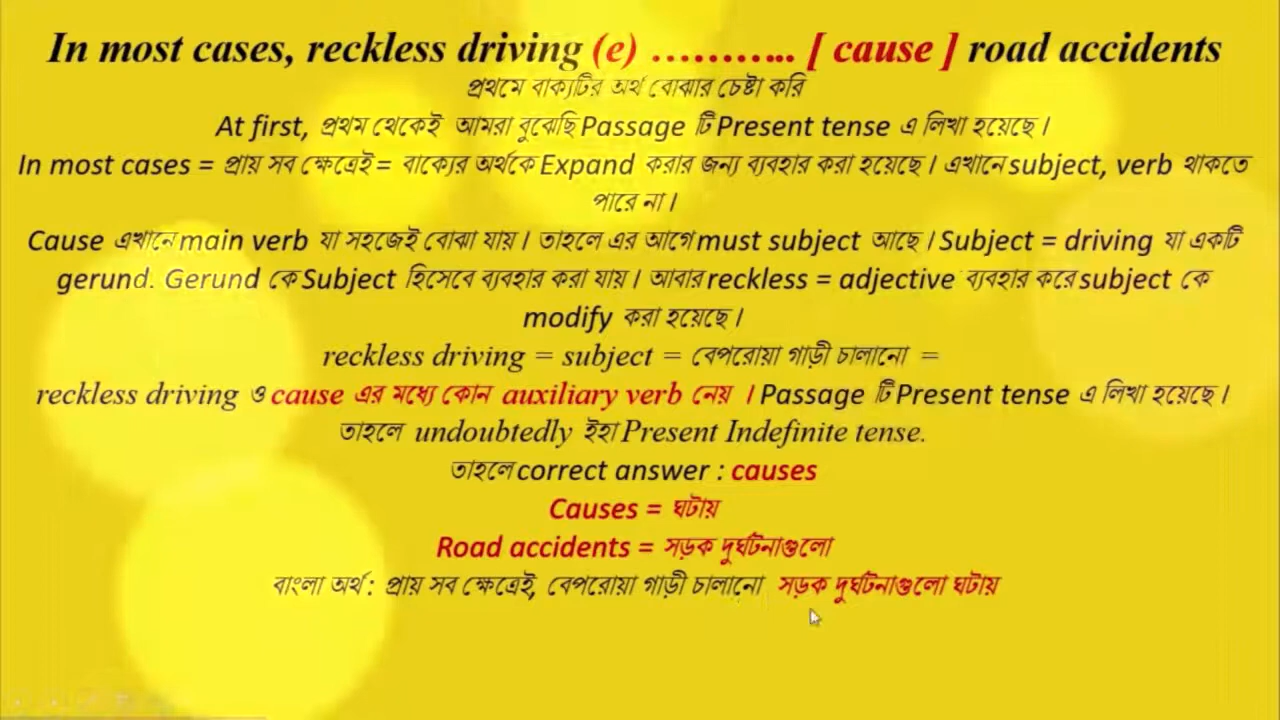 In most cases, reckless driving (e) ……….. [ cause ] road accidents
প্রথমে বাক্যটির অর্থ বোঝার চেষ্টা করি
At first, প্রথম থেকেই আমরা বুঝেছি Passage টি Present tense এ লিখা হয়েছে।
In most cases = প্রায় সব ক্ষেত্রেই = বাক্যের অর্থকে Expand করার জন্য ব্যবহার করা হয়েছে। এখানে subject, verb থাকতে
পারে না।
Cause এখানে main verb যা সহজেই বোঝা যায়। তাহলে এর আগে must subject আছে। Subject = driving যা একটি
gerund. Gerund কে Subject হিসেবে ব্যবহার করা যায়। আবার reckless = adjective ব্যবহার করে subject কে
modify করা হয়েছে।
reckless driving = subject = বেপরোয়া গাড়ী চালানো =
reckless driving ও cause এর মধ্যে কোন auxiliary verb নেয় । Passage টি Present tense এ লিখা হয়েছে।
তাহলে undoubtedly ইহা Present Indefinite tense.
তাহলে correct answer : causes
Causes = ঘটায়
Road accidents = সড়ক দুর্ঘটনাগুলো
বাংলা অর্থ : প্রায় সব ক্ষেত্রেই, বেপরোয়া গাড়ী চালানো সড়ক দুর্ঘটনাগুলো ঘটায়